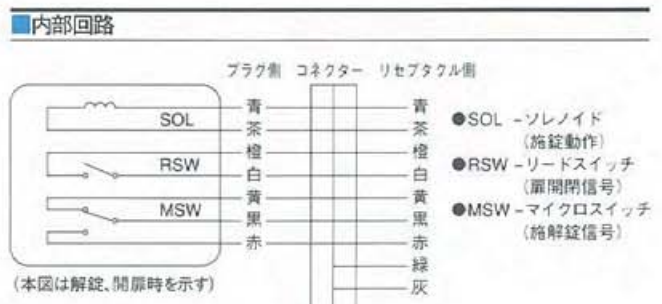 ■内部回路
プラグ側 コネクター リセプタクル側
SOL 青 青
茶 茶
RSW 橙 橙
白 白
MSW 黄 黄
黒 黒
赤 赤
緑
灰
●SOL －ソレノイド
(施錠動作)
●RSW－リードスイッチ
(扉開閉信号)
●MSW－マイクロスイッチ
(施解錠信号)
(本図は解錠、開扉時を示す)